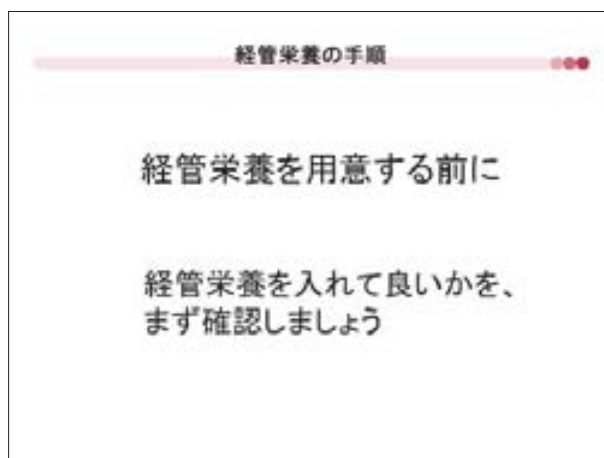 経管栄養の手順
経管栄養を用意する前に
経管栄養を入れて良いかを、
まず確認しましょう